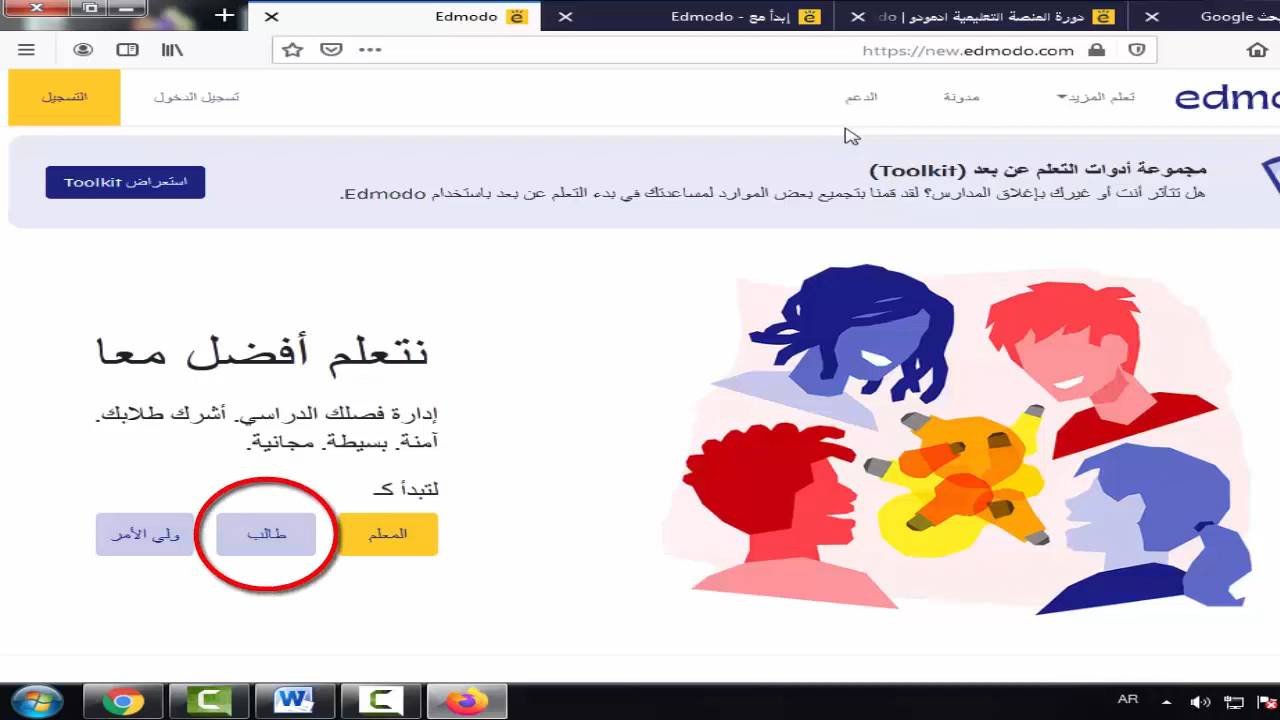 Edmodo
إبدأ مع - Edmodo
دورة المنصة التعليمية ادمودو |
Google
https://new.edmodo.com
edmo
تعلم المزيد
مدونة
الدعم
تسجيل الدخول
التسجيل
مجموعة أدوات التعلم عن بعد (Toolkit)
هل تتأثر أنت أو غيرك بإغلاق المدارس؟ لقد قمنا بتجميع بعض الموارد لمساعدتك في بدء التعلم عن بعد باستخدام Edmodo.
استعراض Toolkit
نتعلم أفضل معا
إدارة فصلك الدراسي. أشرك طلابك.
آمنة. بسيطة. مجانية.
لتبدأ كـ
المعلم
طالب
ولي الأمر
AR